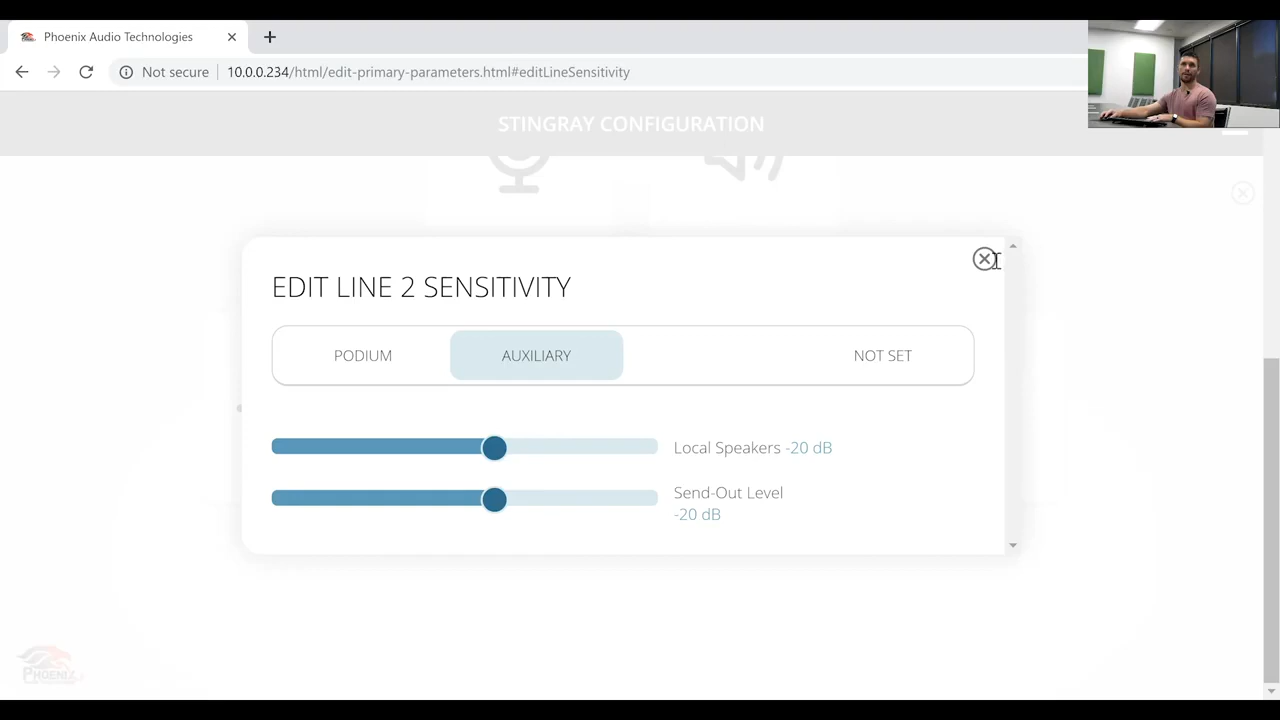 Phoenix Audio Technologies
Not secure
10.0.0.234/html/edit-primary-parameters.html#editLineSensitivity
STINGRAY CONFIGURATION
EDIT LINE 2 SENSITIVITY
PODIUM AUXILIARY NOT SET
Local Speakers -20 dB
Send-Out Level
-20 dB
PHOENIX